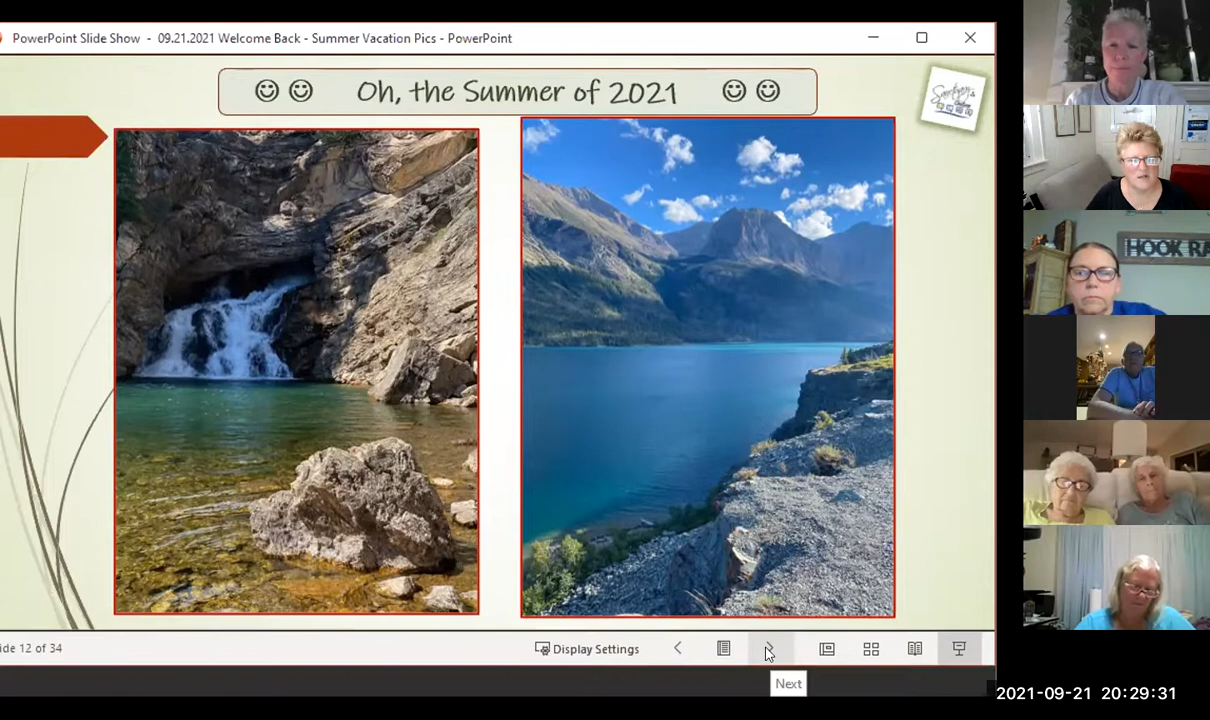 PowerPoint Slide Show - 09.21.2021 Welcome Back - Summer Vacation Pics - PowerPoint
Oh, the Summer of 2021
HOOK RA
ide 12 of 34
Display Settings
Next
2021-09-21 20:29:31